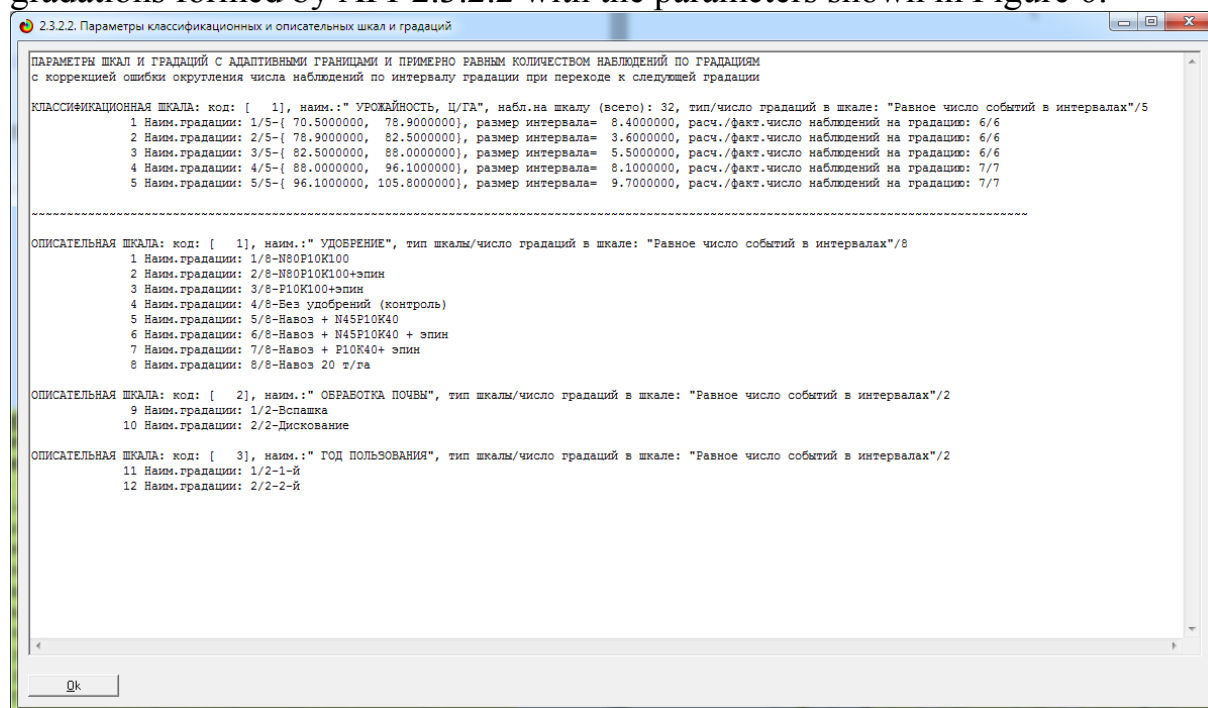 gradations formed by API 2.3.2.2 with the parameters shown in Figure 6.
2.3.2.2. Параметры классификационных и описательных шкал и градаций
ПАРАМЕТРЫ ШКАЛ И ГРАДАЦИЙ С АДАПТИВНЫМИ ГРАНИЦАМИ И ПРИМЕРНО РАВНЫМ КОЛИЧЕСТВОМ НАБЛЮДЕНИЙ ПО ГРАДАЦИЯМ
с коррекцией ошибки округления числа наблюдений по интервалу градации при переходе к следующей градации
КЛАССИФИКАЦИОННАЯ ШКАЛА: код: [ 1], наим.:" УРОЖАЙНОСТЬ, Ц/ГА", набл.на шкалу (всего): 32, тип/число градаций в шкале: "Равное число событий в интервалах"/5
1 Наим.градации: 1/5-{ 70.5000000, 78.9000000}, размер интервала= 8.4000000, расч./факт.число наблюдений на градацию: 6/6
2 Наим.градации: 2/5-{ 78.9000000, 82.5000000}, размер интервала= 3.6000000, расч./факт.число наблюдений на градацию: 6/6
3 Наим.градации: 3/5-{ 82.5000000, 88.0000000}, размер интервала= 5.5000000, расч./факт.число наблюдений на градацию: 6/6
4 Наим.градации: 4/5-{ 88.0000000, 96.1000000}, размер интервала= 8.1000000, расч./факт.число наблюдений на градацию: 7/7
5 Наим.градации: 5/5-{ 96.1000000, 105.8000000}, размер интервала= 9.7000000, расч./факт.число наблюдений на градацию: 7/7
ОПИСАТЕЛЬНАЯ ШКАЛА: код: [ 1], наим.:" УДОБРЕНИЕ", тип шкалы/число градаций в шкале: "Равное число событий в интервалах"/8
1 Наим.градации: 1/8-N80P10K100
2 Наим.градации: 2/8-N80P10K100+эпин
3 Наим.градации: 3/8-P10K100+эпин
4 Наим.градации: 4/8-Без удобрений (контроль)
5 Наим.градации: 5/8-Навоз + N45P10K40
6 Наим.градации: 6/8-Навоз + N45P10K40 + эпин
7 Наим.градации: 7/8-Навоз + P10K40+ эпин
8 Наим.градации: 8/8-Навоз 20 т/га
ОПИСАТЕЛЬНАЯ ШКАЛА: код: [ 2], наим.:" ОБРАБОТКА ПОЧВЫ", тип шкалы/число градаций в шкале: "Равное число событий в интервалах"/2
9 Наим.градации: 1/2-Вспашка
10 Наим.градации: 2/2-Дискование
ОПИСАТЕЛЬНАЯ ШКАЛА: код: [ 3], наим.:" ГОД ПОЛЬЗОВАНИЯ", тип шкалы/число градаций в шкале: "Равное число событий в интервалах"/2
11 Наим.градации: 1/2-1-й
12 Наим.градации: 2/2-2-й
Ok